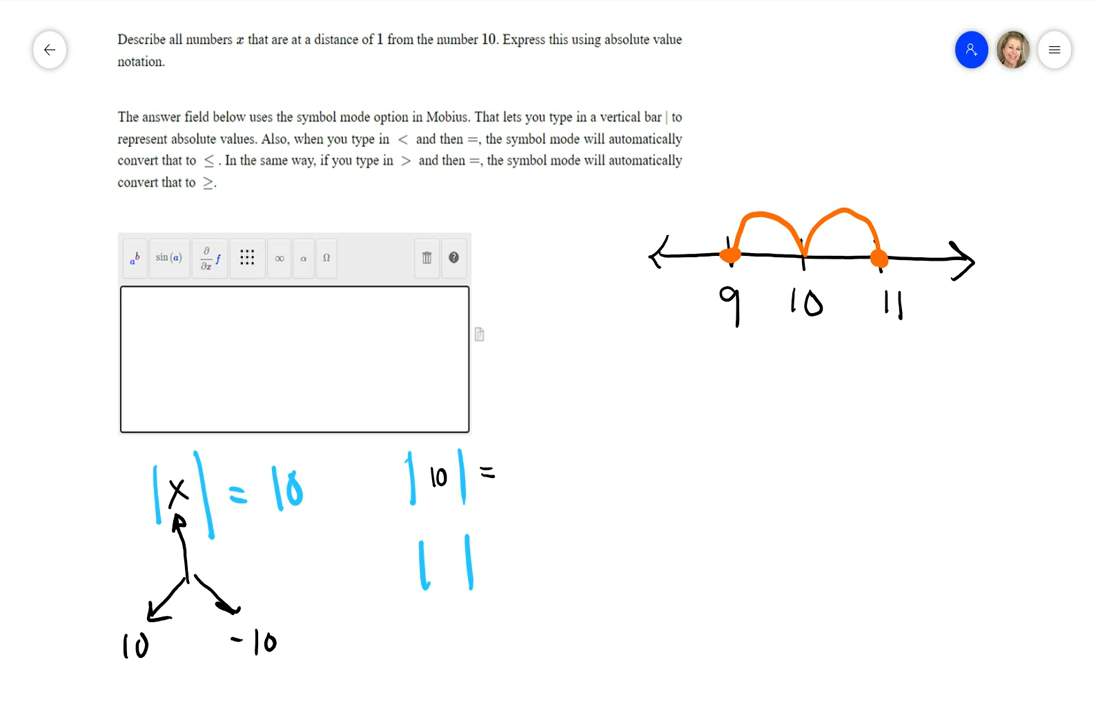 Describe all numbers x that are at a distance of 1 from the number 10. Express this using absolute value
notation.
The answer field below uses the symbol mode option in Mobius. That lets you type in a vertical bar | to
represent absolute values. Also, when you type in < and then =, the symbol mode will automatically
convert that to ≤ . In the same way, if you type in > and then =, the symbol mode will automatically
convert that to ≥.
a^b sin(a) ∂/∂x f ∞ α Ω ?
9 10 11
|x| = 10 |10| =
| |
10 -10